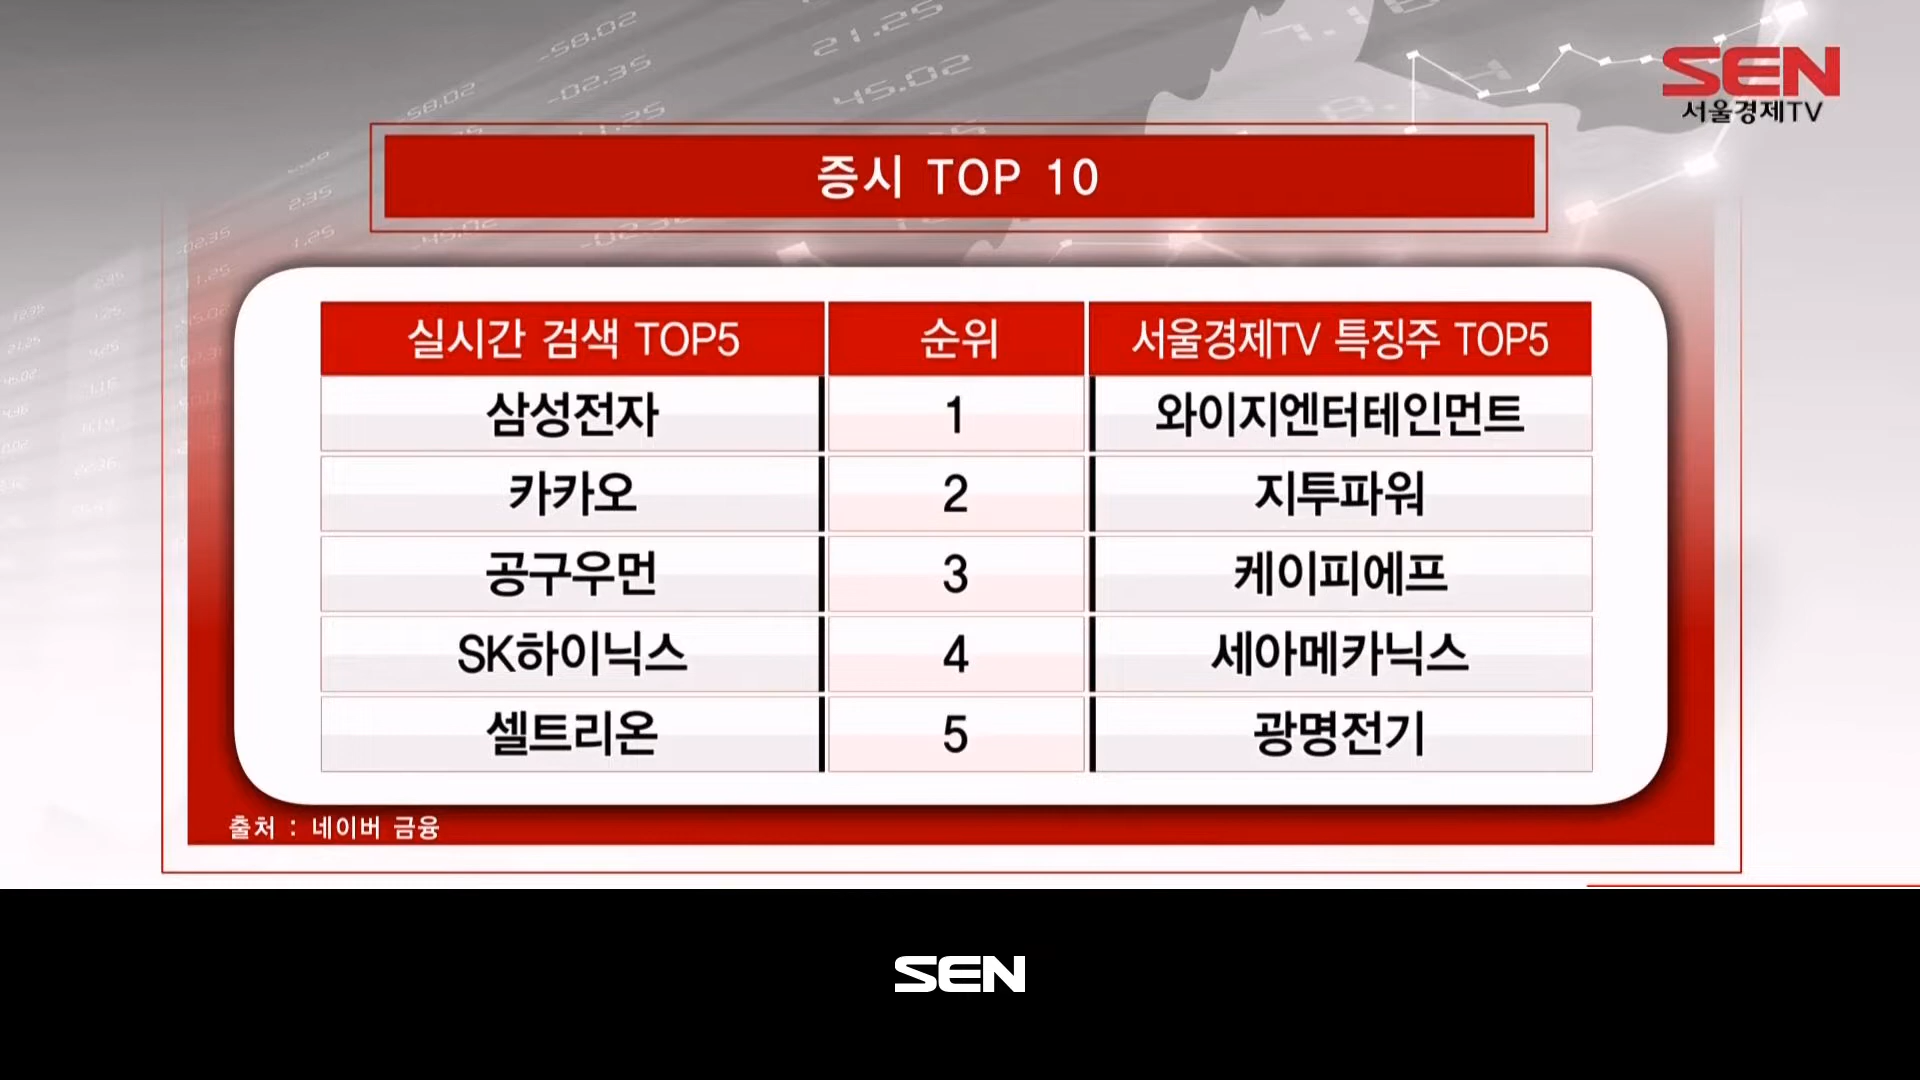 SEN
서울경제TV
증시 TOP 10
실시간 검색 TOP5 순위 서울경제TV 특징주 TOP5
삼성전자 1 와이지엔터테인먼트
카카오 2 지투파워
공구우먼 3 케이피에프
SK하이닉스 4 세아메카닉스
셀트리온 5 광명전기
출처 : 네이버 금융
SEN